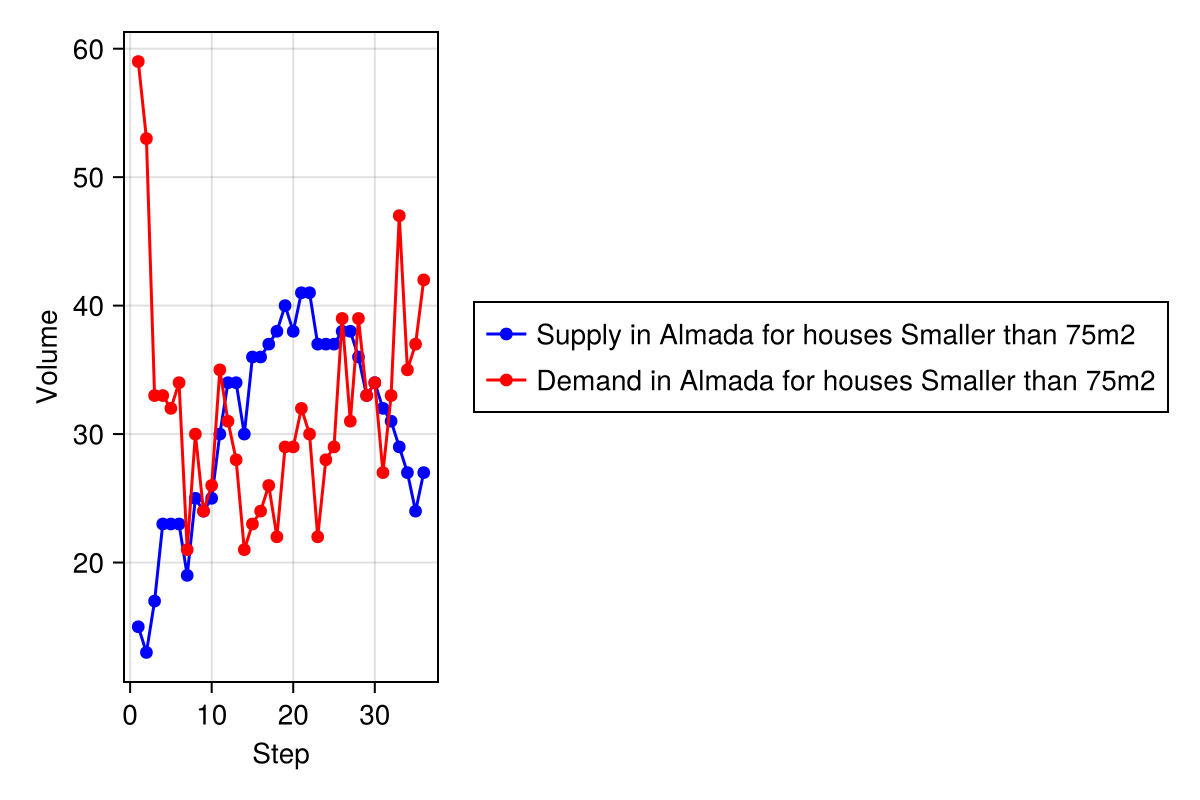 60
50
40
30
20
Volume
0 10 20 30
Step
Supply in Almada for houses Smaller than 75m2
Demand in Almada for houses Smaller than 75m2